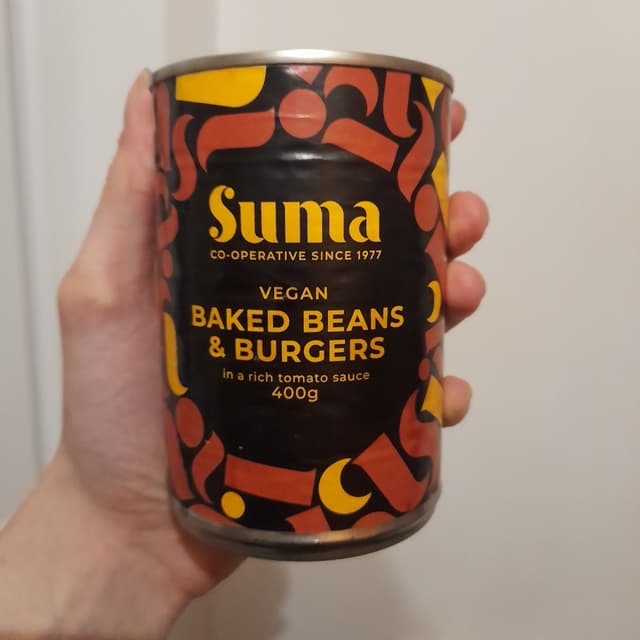 Suma
CO-OPERATIVE SINCE 1977
VEGAN
BAKED BEANS
& BURGERS
in a rich tomato sauce
400g